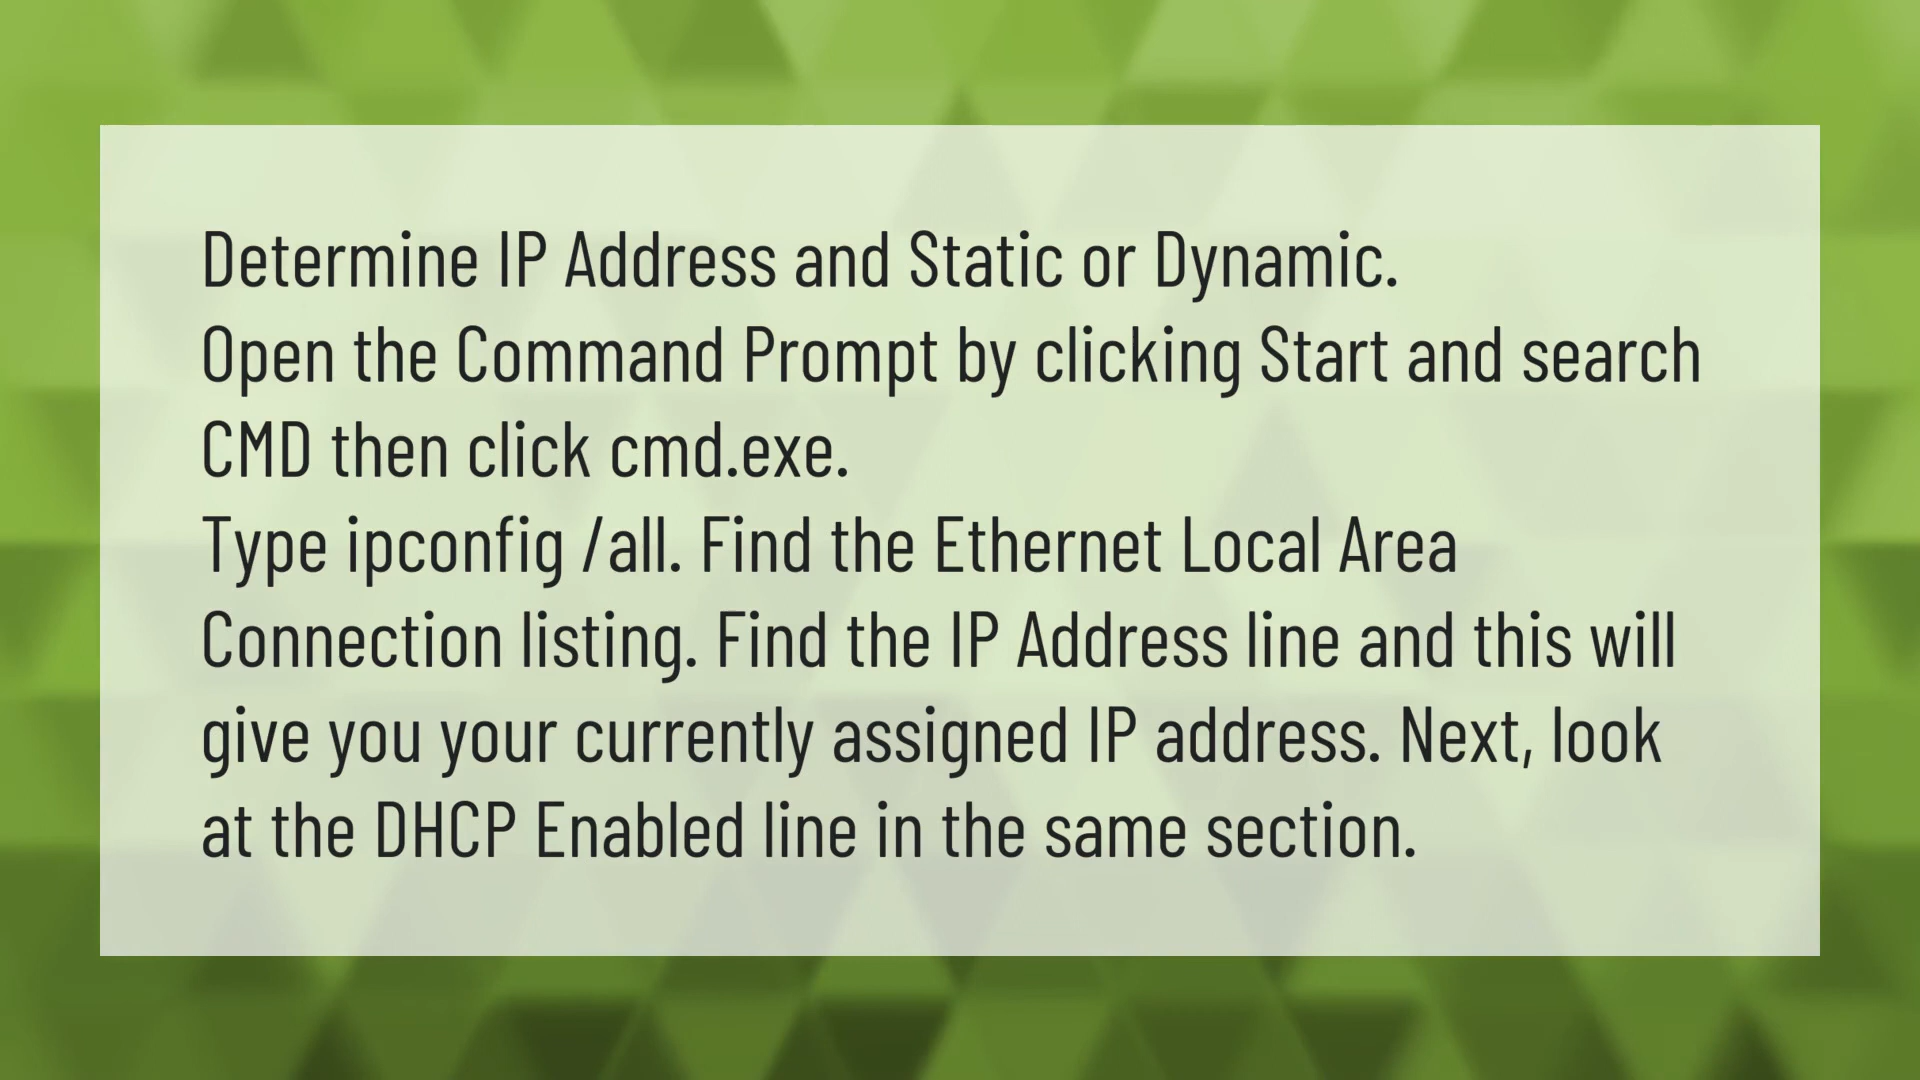 Determine IP Address and Static or Dynamic.
Open the Command Prompt by clicking Start and search
CMD then click cmd.exe.
Type ipconfig /all. Find the Ethernet Local Area
Connection listing. Find the IP Address line and this will
give you your currently assigned IP address. Next, look
at the DHCP Enabled line in the same section.